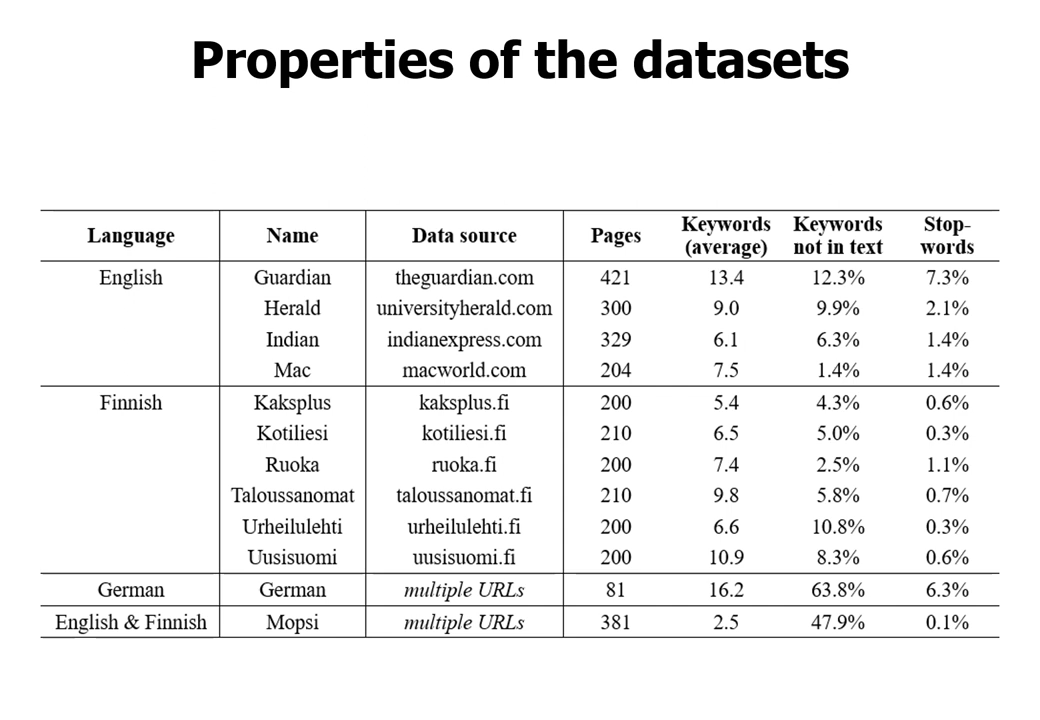 Properties of the datasets
Language Name Data source Pages Keywords (average) Keywords not in text Stop-words
English Guardian theguardian.com 421 13.4 12.3% 7.3%
Herald universityherald.com 300 9.0 9.9% 2.1%
Indian indianexpress.com 329 6.1 6.3% 1.4%
Mac macworld.com 204 7.5 1.4% 1.4%
Finnish Kaksplus kaksplus.fi 200 5.4 4.3% 0.6%
Kotiliesi kotiliesi.fi 210 6.5 5.0% 0.3%
Ruoka ruoka.fi 200 7.4 2.5% 1.1%
Taloussanomat taloussanomat.fi 210 9.8 5.8% 0.7%
Urheilulehti urheilulehti.fi 200 6.6 10.8% 0.3%
Uusisuomi uusisuomi.fi 200 10.9 8.3% 0.6%
German German multiple URLs 81 16.2 63.8% 6.3%
English & Finnish Mopsi multiple URLs 381 2.5 47.9% 0.1%